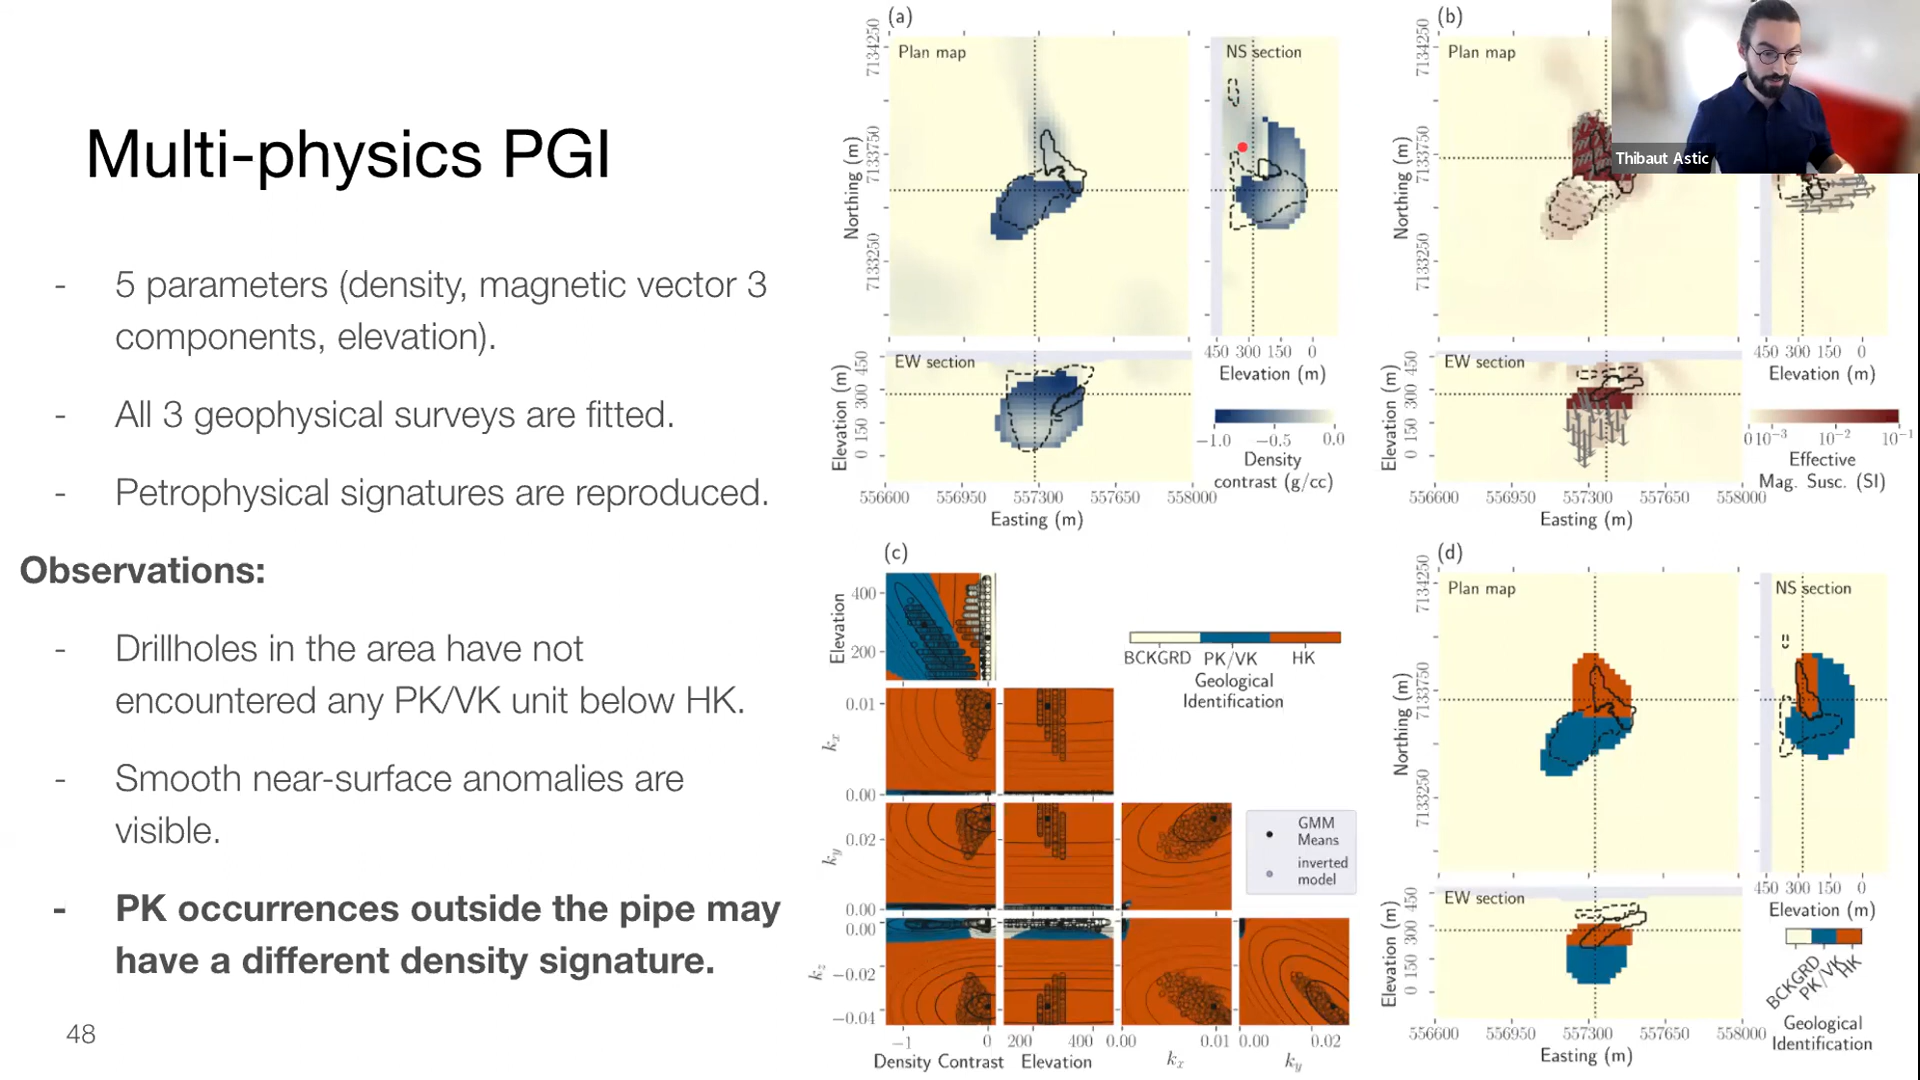 Multi-physics PGI
- 5 parameters (density, magnetic vector 3
components, elevation).
- All 3 geophysical surveys are fitted.
- Petrophysical signatures are reproduced.
Observations:
- Drillholes in the area have not
encountered any PK/VK unit below HK.
- Smooth near-surface anomalies are
visible.
- PK occurrences outside the pipe may
have a different density signature.
48
(a)
Plan map
NS section
7134250
7133750
7133250
Northing (m)
EW section
450
300
150
0
Elevation (m)
450 300 150 0
Elevation (m)
−1.0 −0.5 0.0
Density
contrast (g/cc)
556600 556950 557300 557650 558000
Easting (m)
(b)
Thibaut Astic
Plan map
7134250
7133750
7133250
Northing (m)
EW section
450
300
150
0
Elevation (m)
450 300 150 0
Elevation (m)
0 10⁻³ 10⁻² 10⁻¹
Effective
Mag. Susc. (SI)
556600 556950 557300 557650 558000
Easting (m)
(c)
400
200
Elevation
BCKGRD PK/VK HK
Geological
Identification
0.01
0.00
kx
0.02
0.00
ky
GMM
Means
inverted
model
0.00
−0.02
−0.04
kz
−1 0 200 400 0.00 0.01 0.00 0.02
Density Contrast Elevation kx ky
(d)
Plan map
NS section
7134250
7133750
7133250
Northing (m)
EW section
450
300
150
0
Elevation (m)
450 300 150 0
Elevation (m)
BCKGRD
PK/VK
HK
Geological
Identification
556600 556950 557300 557650 558000
Easting (m)